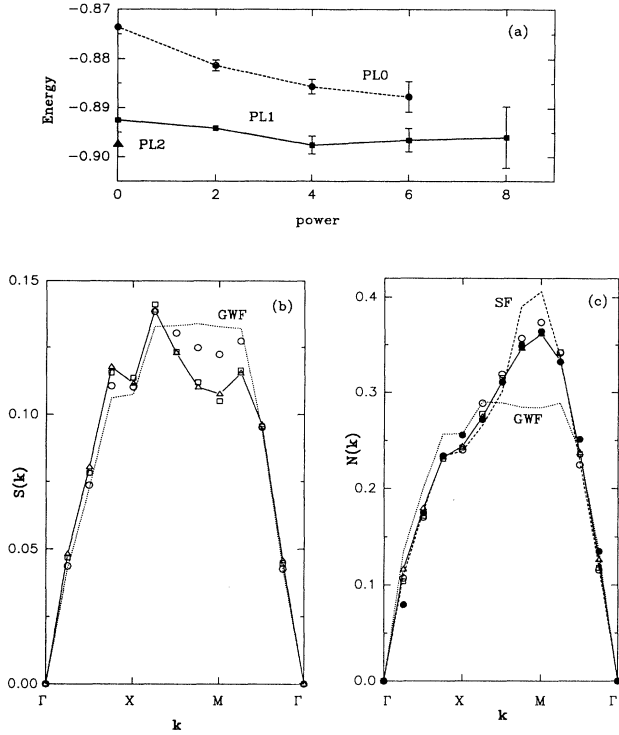 (a)
Energy
−0.87
−0.88
−0.89
−0.90
PL0
PL1
PL2
0 2 4 6 8
power
(b)
S(k)
0.15
0.10
0.05
0.00
GWF
Γ X M Γ
k
(c)
N(k)
0.4
0.3
0.2
0.1
0.0
SF
GWF
Γ X M Γ
k